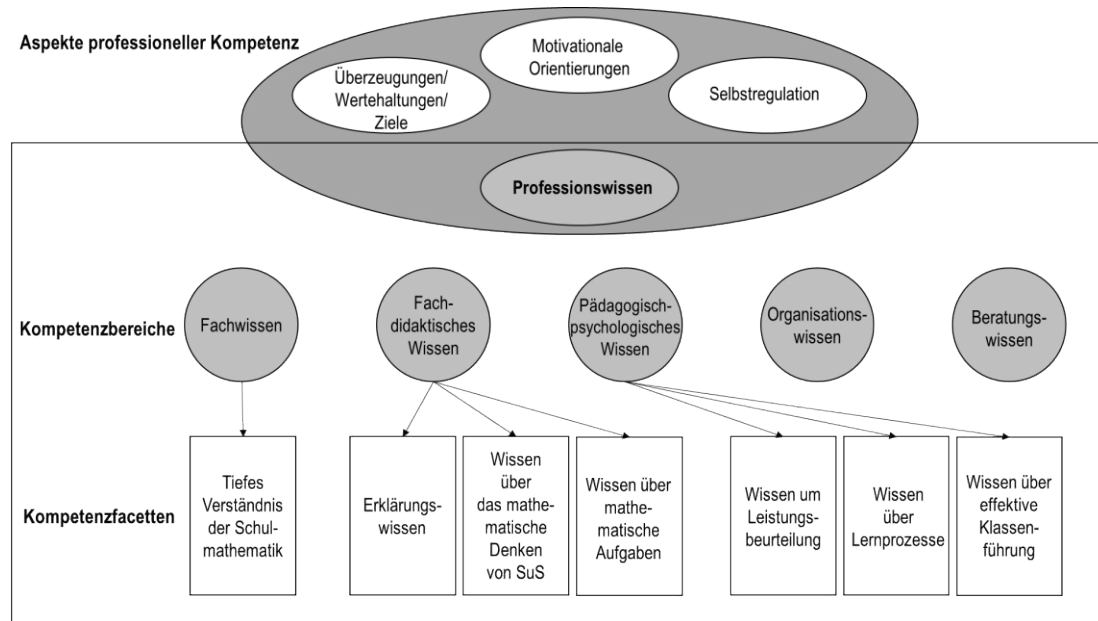 Aspekte professioneller Kompetenz
Motivationale
Orientierungen
Überzeugungen/
Wertehaltungen/
Ziele
Selbstregulation
Professionswissen
Kompetenzbereiche
Fachwissen
Fach-
didaktisches
Wissen
Pädagogisch-
psychologisches
Wissen
Organisations-
wissen
Beratungs-
wissen
Kompetenzfacetten
Tiefes
Verständnis
der Schul-
mathematik
Erklärungs-
wissen
Wissen
über
das mathe-
matische
Denken
von SuS
Wissen über
mathe-
matische
Aufgaben
Wissen um
Leistungs-
beurteilung
Wissen
über
Lernprozesse
Wissen über
effektive
Klassen-
führung